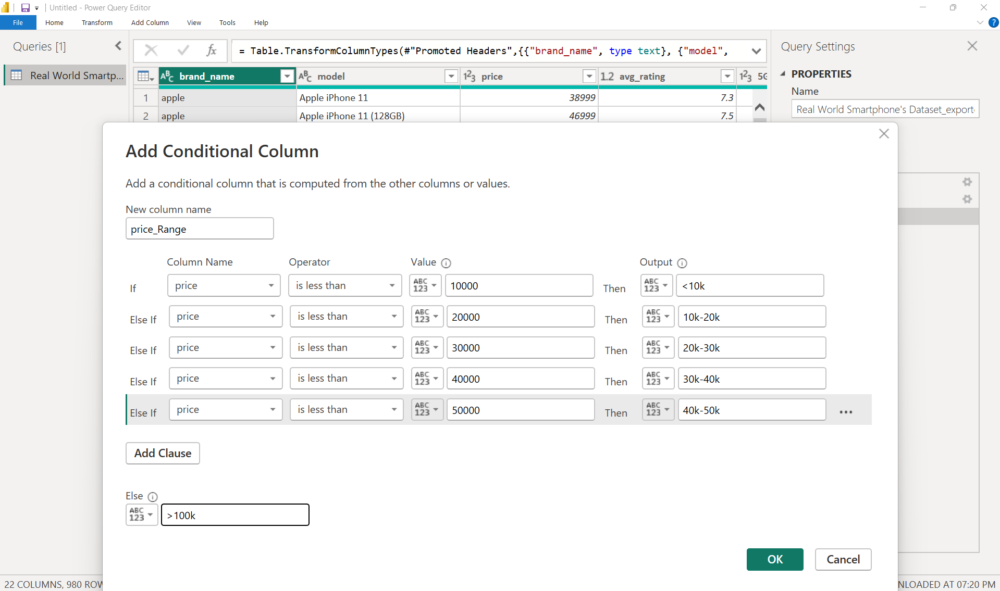 Untitled - Power Query Editor
File Home Transform Add Column View Tools Help
?
Queries [1]
fx
= Table.TransformColumnTypes(#"Promoted Headers",{{"brand_name", type text}, {"model",
Query Settings
Real World Smartp...
ABC brand_name ABC model 123 price 1.2 avg_rating 123 5G
PROPERTIES
Name
Real World Smartphone's Dataset_export
1 apple Apple iPhone 11 38999 7.3
2 apple Apple iPhone 11 (128GB) 46999 7.5
Add Conditional Column
Add a conditional column that is computed from the other columns or values.
New column name
price_Range
Column Name Operator Value Output
If price is less than ABC 123 10000 Then ABC 123 <10k
Else If price is less than ABC 123 20000 Then ABC 123 10k-20k
Else If price is less than ABC 123 30000 Then ABC 123 20k-30k
Else If price is less than ABC 123 40000 Then ABC 123 30k-40k
Else If price is less than ABC 123 50000 Then ABC 123 40k-50k ...
Add Clause
Else
ABC 123 >100k
OK Cancel
22 COLUMNS, 980 ROW
NLOADED AT 07:20 PM